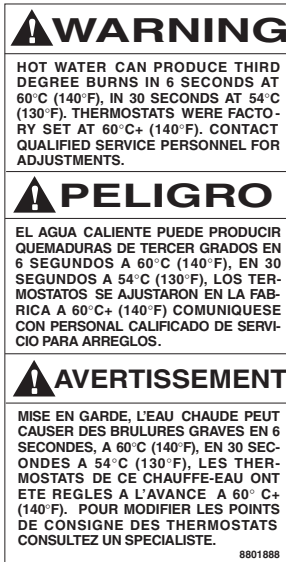 WARNING
HOT WATER CAN PRODUCE THIRD
DEGREE BURNS IN 6 SECONDS AT
60°C (140°F), IN 30 SECONDS AT 54°C
(130°F). THERMOSTATS WERE FACTO-
RY SET AT 60°C+ (140°F). CONTACT
QUALIFIED SERVICE PERSONNEL FOR
ADJUSTMENTS.
PELIGRO
EL AGUA CALIENTE PUEDE PRODUCIR
QUEMADURAS DE TERCER GRADOS EN
6 SEGUNDOS A 60°C (140°F), EN 30
SEGUNDOS A 54°C (130°F), LOS TER-
MOSTATOS SE AJUSTARON EN LA FAB-
RICA A 60°C+ (140°F) COMUNIQUESE
CON PERSONAL CALIFICADO DE SERVI-
CIO PARA ARREGLOS.
AVERTISSEMENT
MISE EN GARDE, L'EAU CHAUDE PEUT
CAUSER DES BRULURES GRAVES EN 6
SECONDES, A 60°C (140°F), EN 30 SEC-
ONDES A 54°C (130°F), LES THER-
MOSTATS DE CE CHAUFFE-EAU ONT
ETE REGLES A L'AVANCE A 60° C+
(140°F). POUR MODIFIER LES POINTS
DE CONSIGNE DES THERMOSTATS
CONSULTEZ UN SPECIALISTE.
8801888